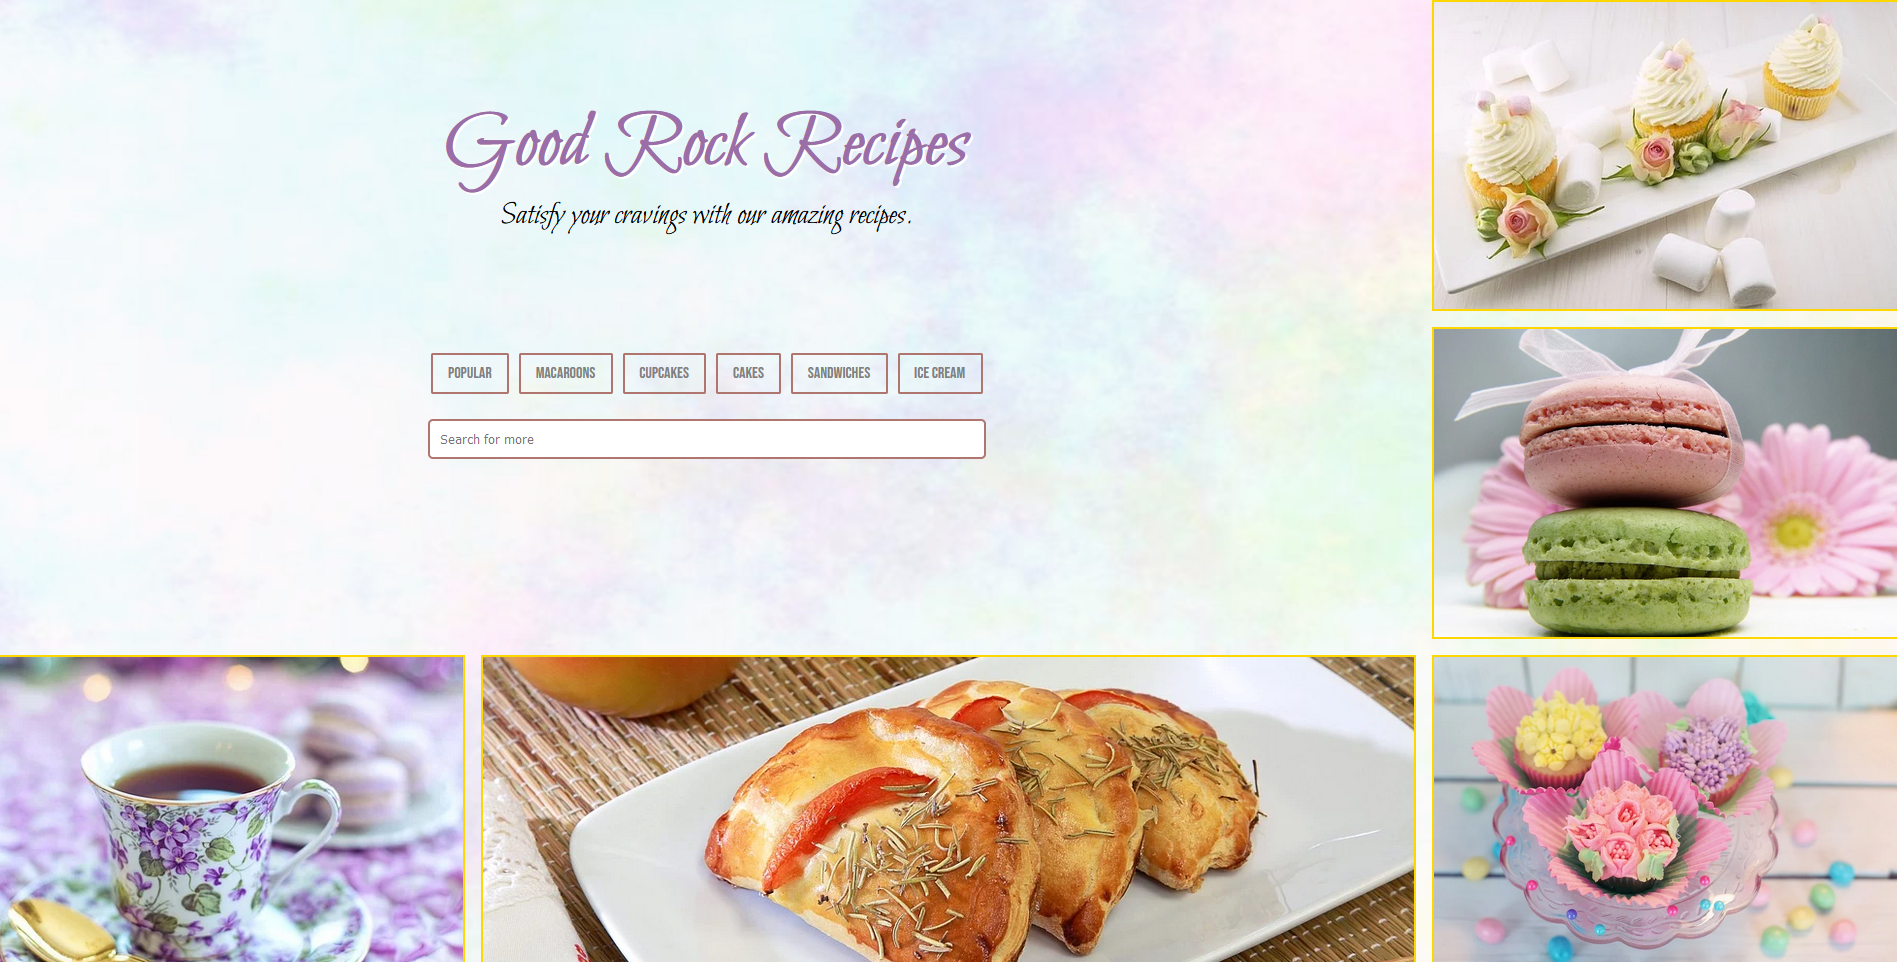 Good Rock Recipes
Satisfy your cravings with our amazing recipes.
POPULAR
MACAROONS
CUPCAKES
CAKES
SANDWICHES
ICE CREAM
Search for more